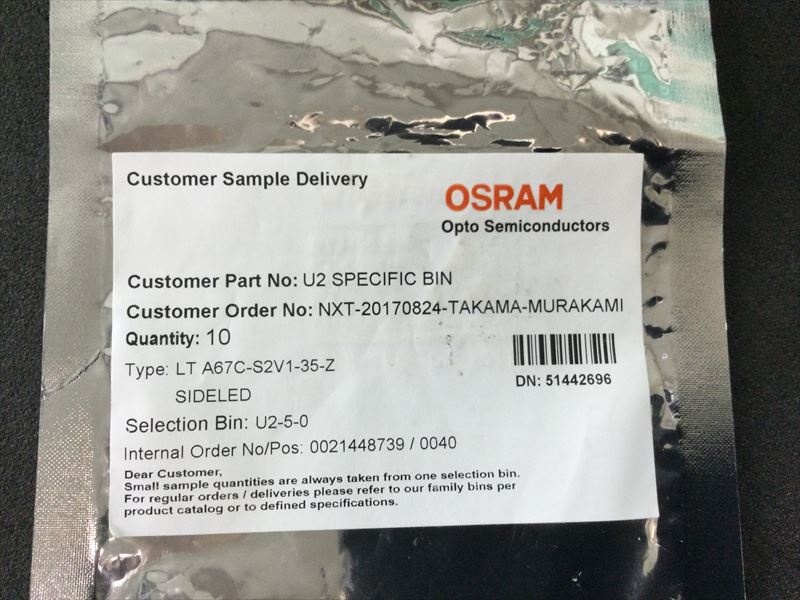 Customer Sample Delivery
OSRAM
Opto Semiconductors
Customer Part No: U2 SPECIFIC BIN
Customer Order No: NXT-20170824-TAKAMA-MURAKAMI
Quantity: 10
Type: LT A67C-S2V1-35-Z
SIDELED
DN: 51442696
Selection Bin: U2-5-0
Internal Order No/Pos: 0021448739 / 0040
Dear Customer,
Small sample quantities are always taken from one selection bin.
For regular orders / deliveries please refer to our family bins per
product catalog or to defined specifications.